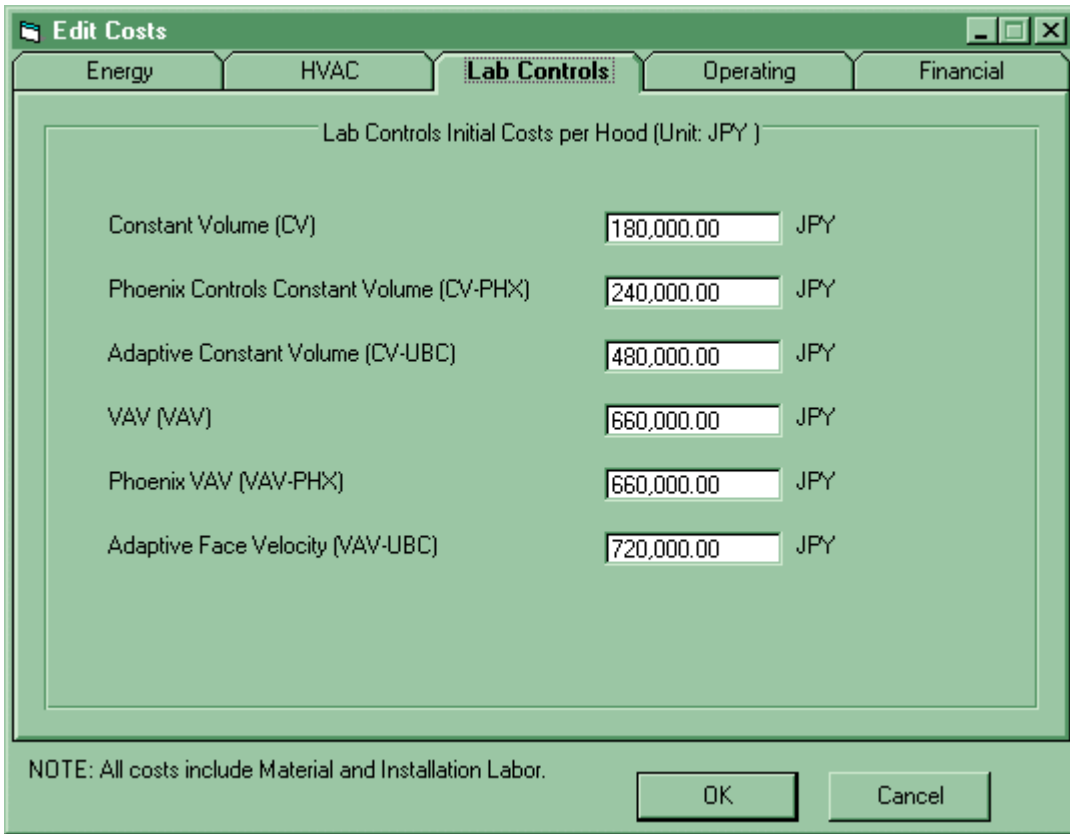 Edit Costs
Energy HVAC Lab Controls Operating Financial
Lab Controls Initial Costs per Hood (Unit: JPY )
Constant Volume (CV) 180,000.00 JPY
Phoenix Controls Constant Volume (CV-PHX) 240,000.00 JPY
Adaptive Constant Volume (CV-UBC) 480,000.00 JPY
VAV (VAV) 660,000.00 JPY
Phoenix VAV (VAV-PHX) 660,000.00 JPY
Adaptive Face Velocity (VAV-UBC) 720,000.00 JPY
NOTE: All costs include Material and Installation Labor.
OK Cancel